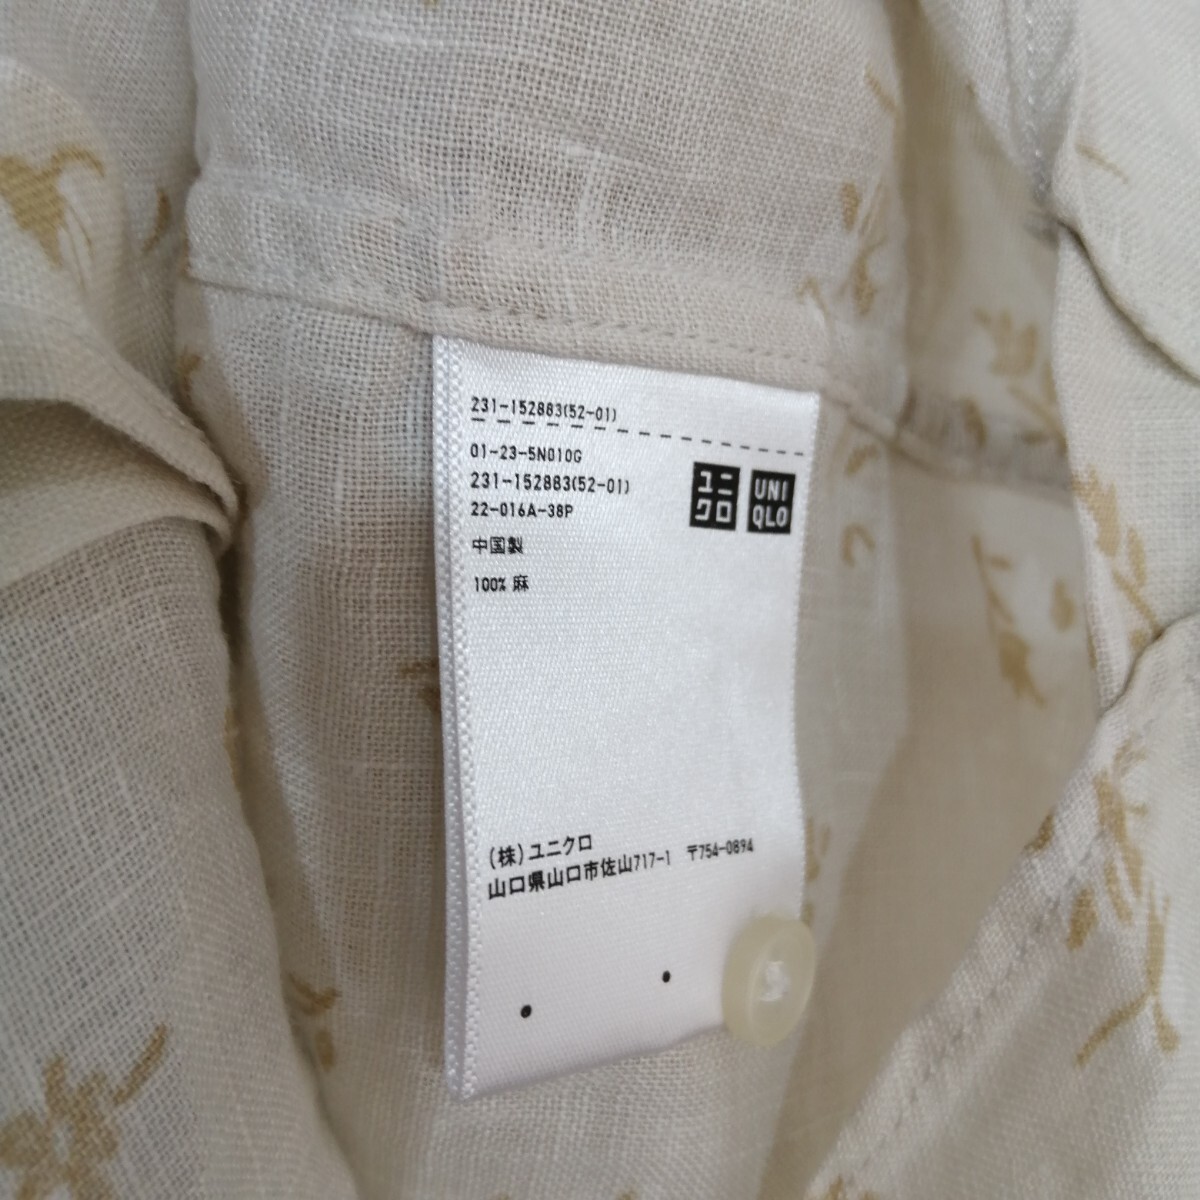 231-152883(52-01)
01-23-5N010G
231-152883(52-01)
22-016A-38P
中国製
100% 麻
ユニ
クロ
UNI
QLO
(株)ユニクロ
山口県山口市佐山717-1 〒754-0894